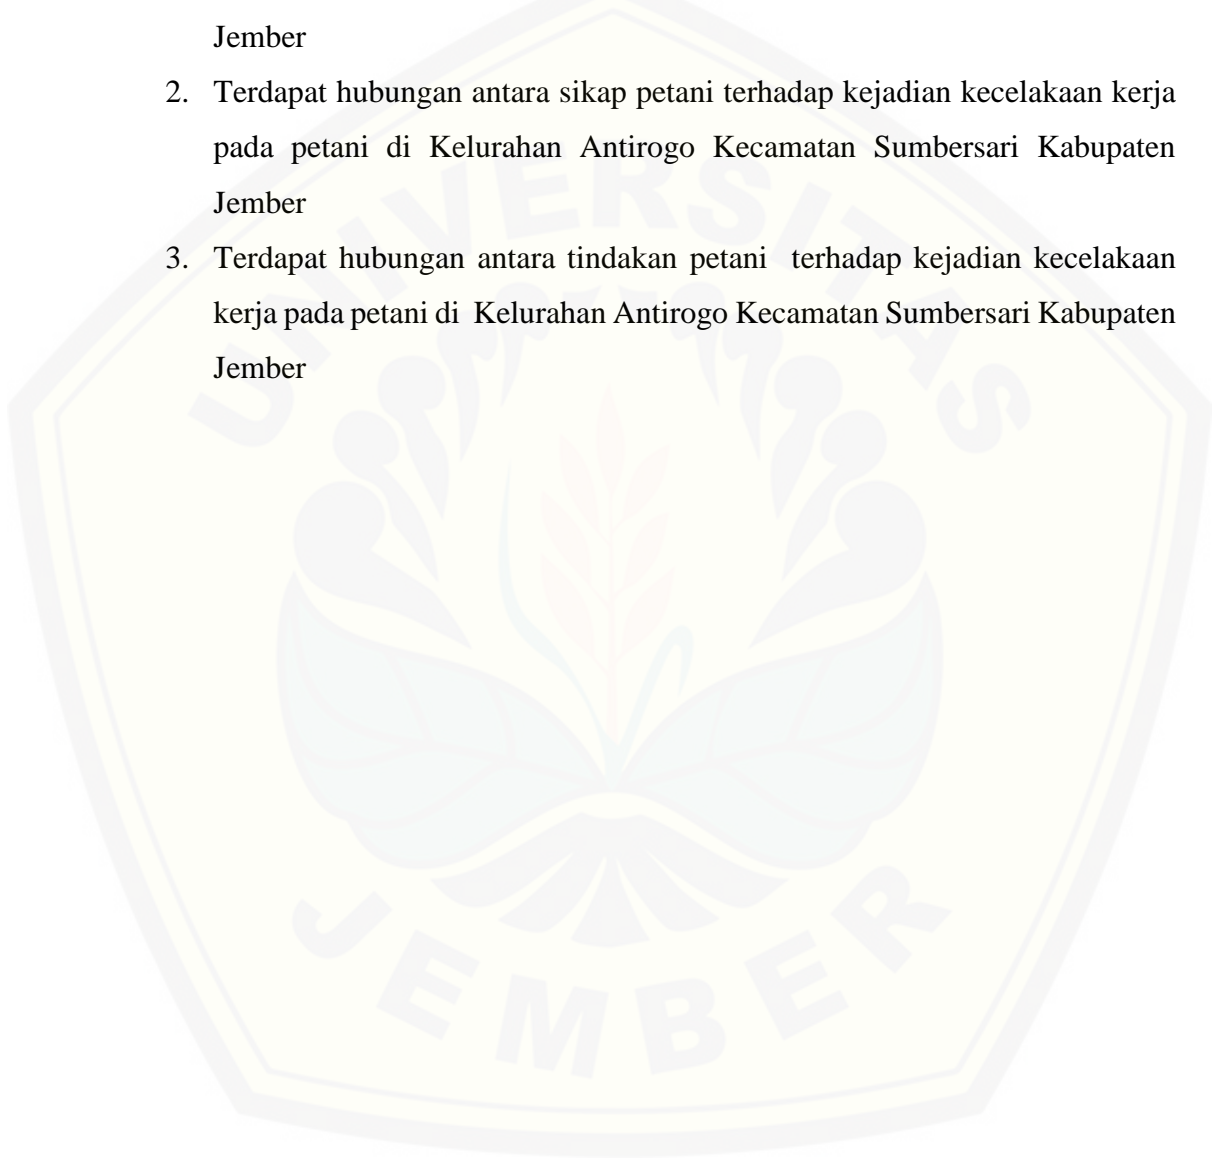 Jember
2. Terdapat hubungan antara sikap petani terhadap kejadian kecelakaan kerja
pada petani di Kelurahan Antirogo Kecamatan Sumbersari Kabupaten
Jember
3. Terdapat hubungan antara tindakan petani terhadap kejadian kecelakaan
kerja pada petani di Kelurahan Antirogo Kecamatan Sumbersari Kabupaten
Jember
UNIVERSITAS
JEMBER